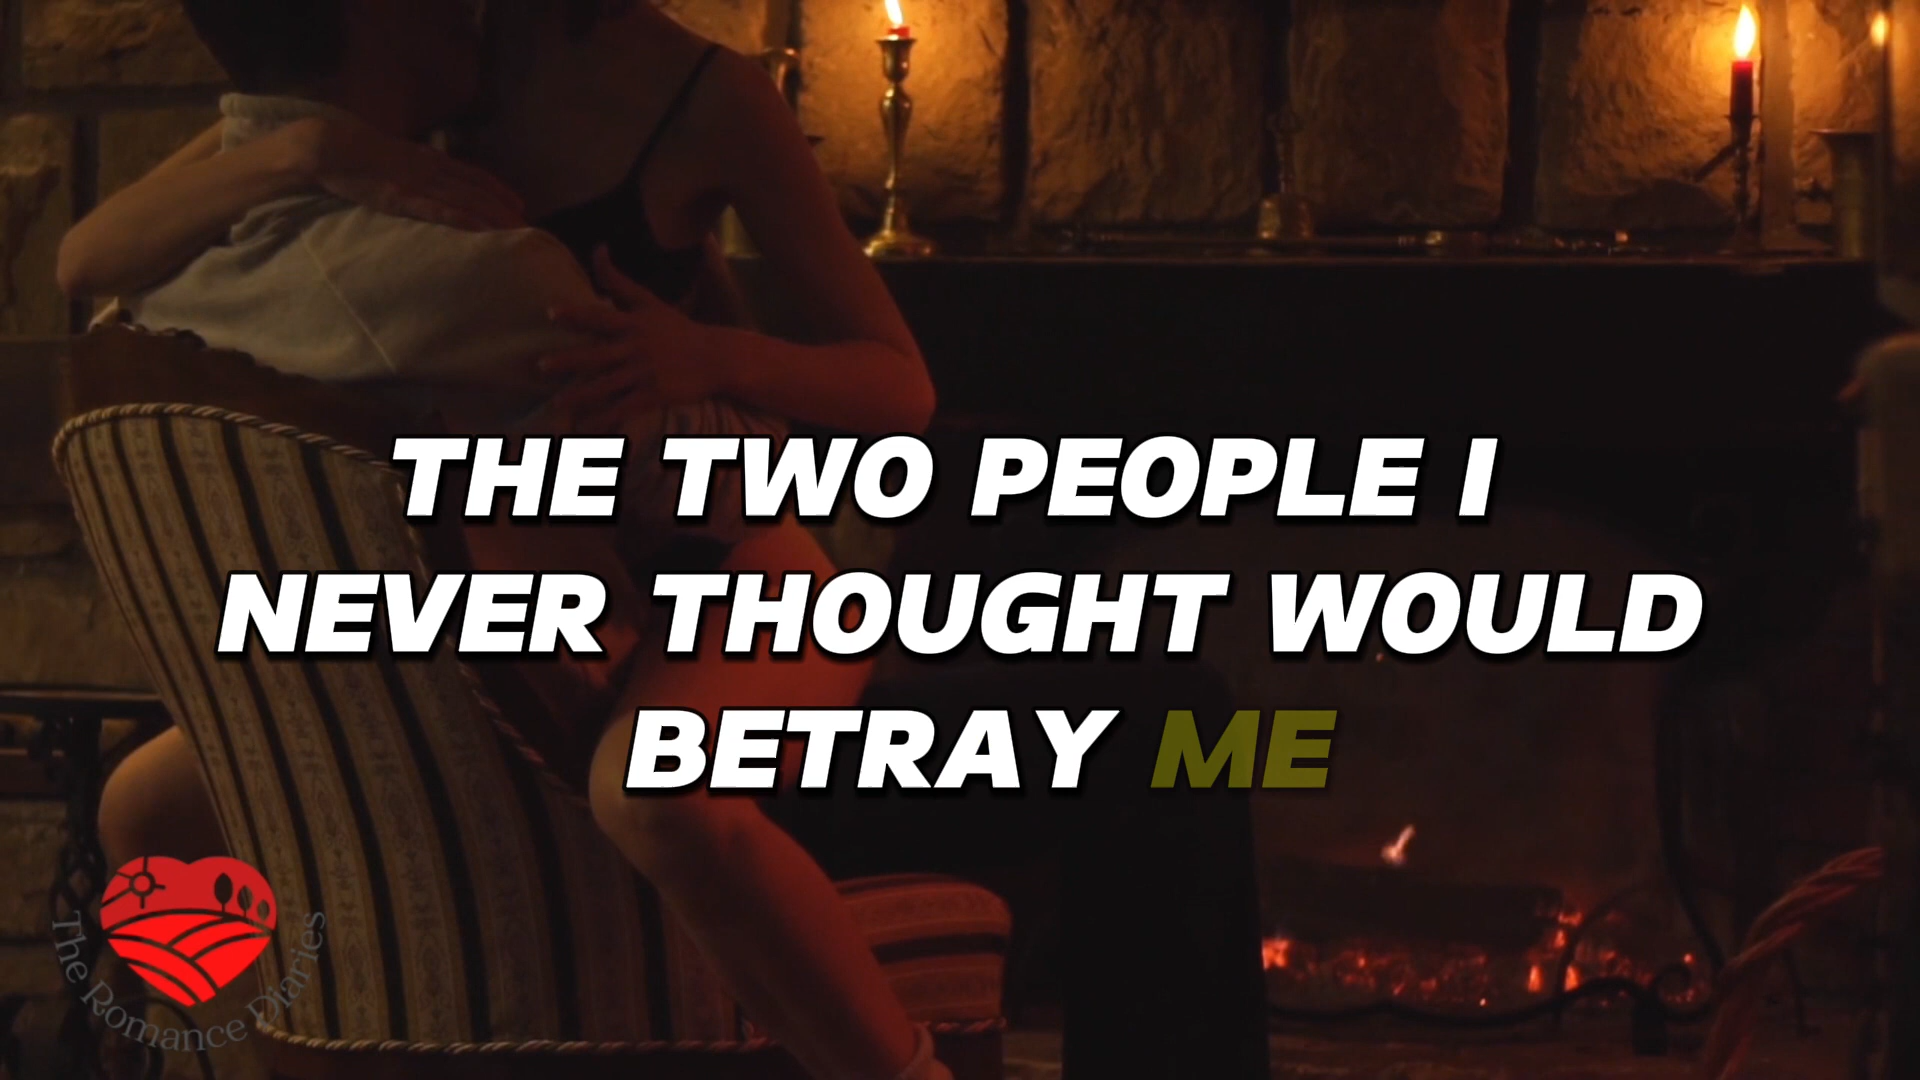 THE TWO PEOPLE I
NEVER THOUGHT WOULD
BETRAY ME
The Romance Diaries